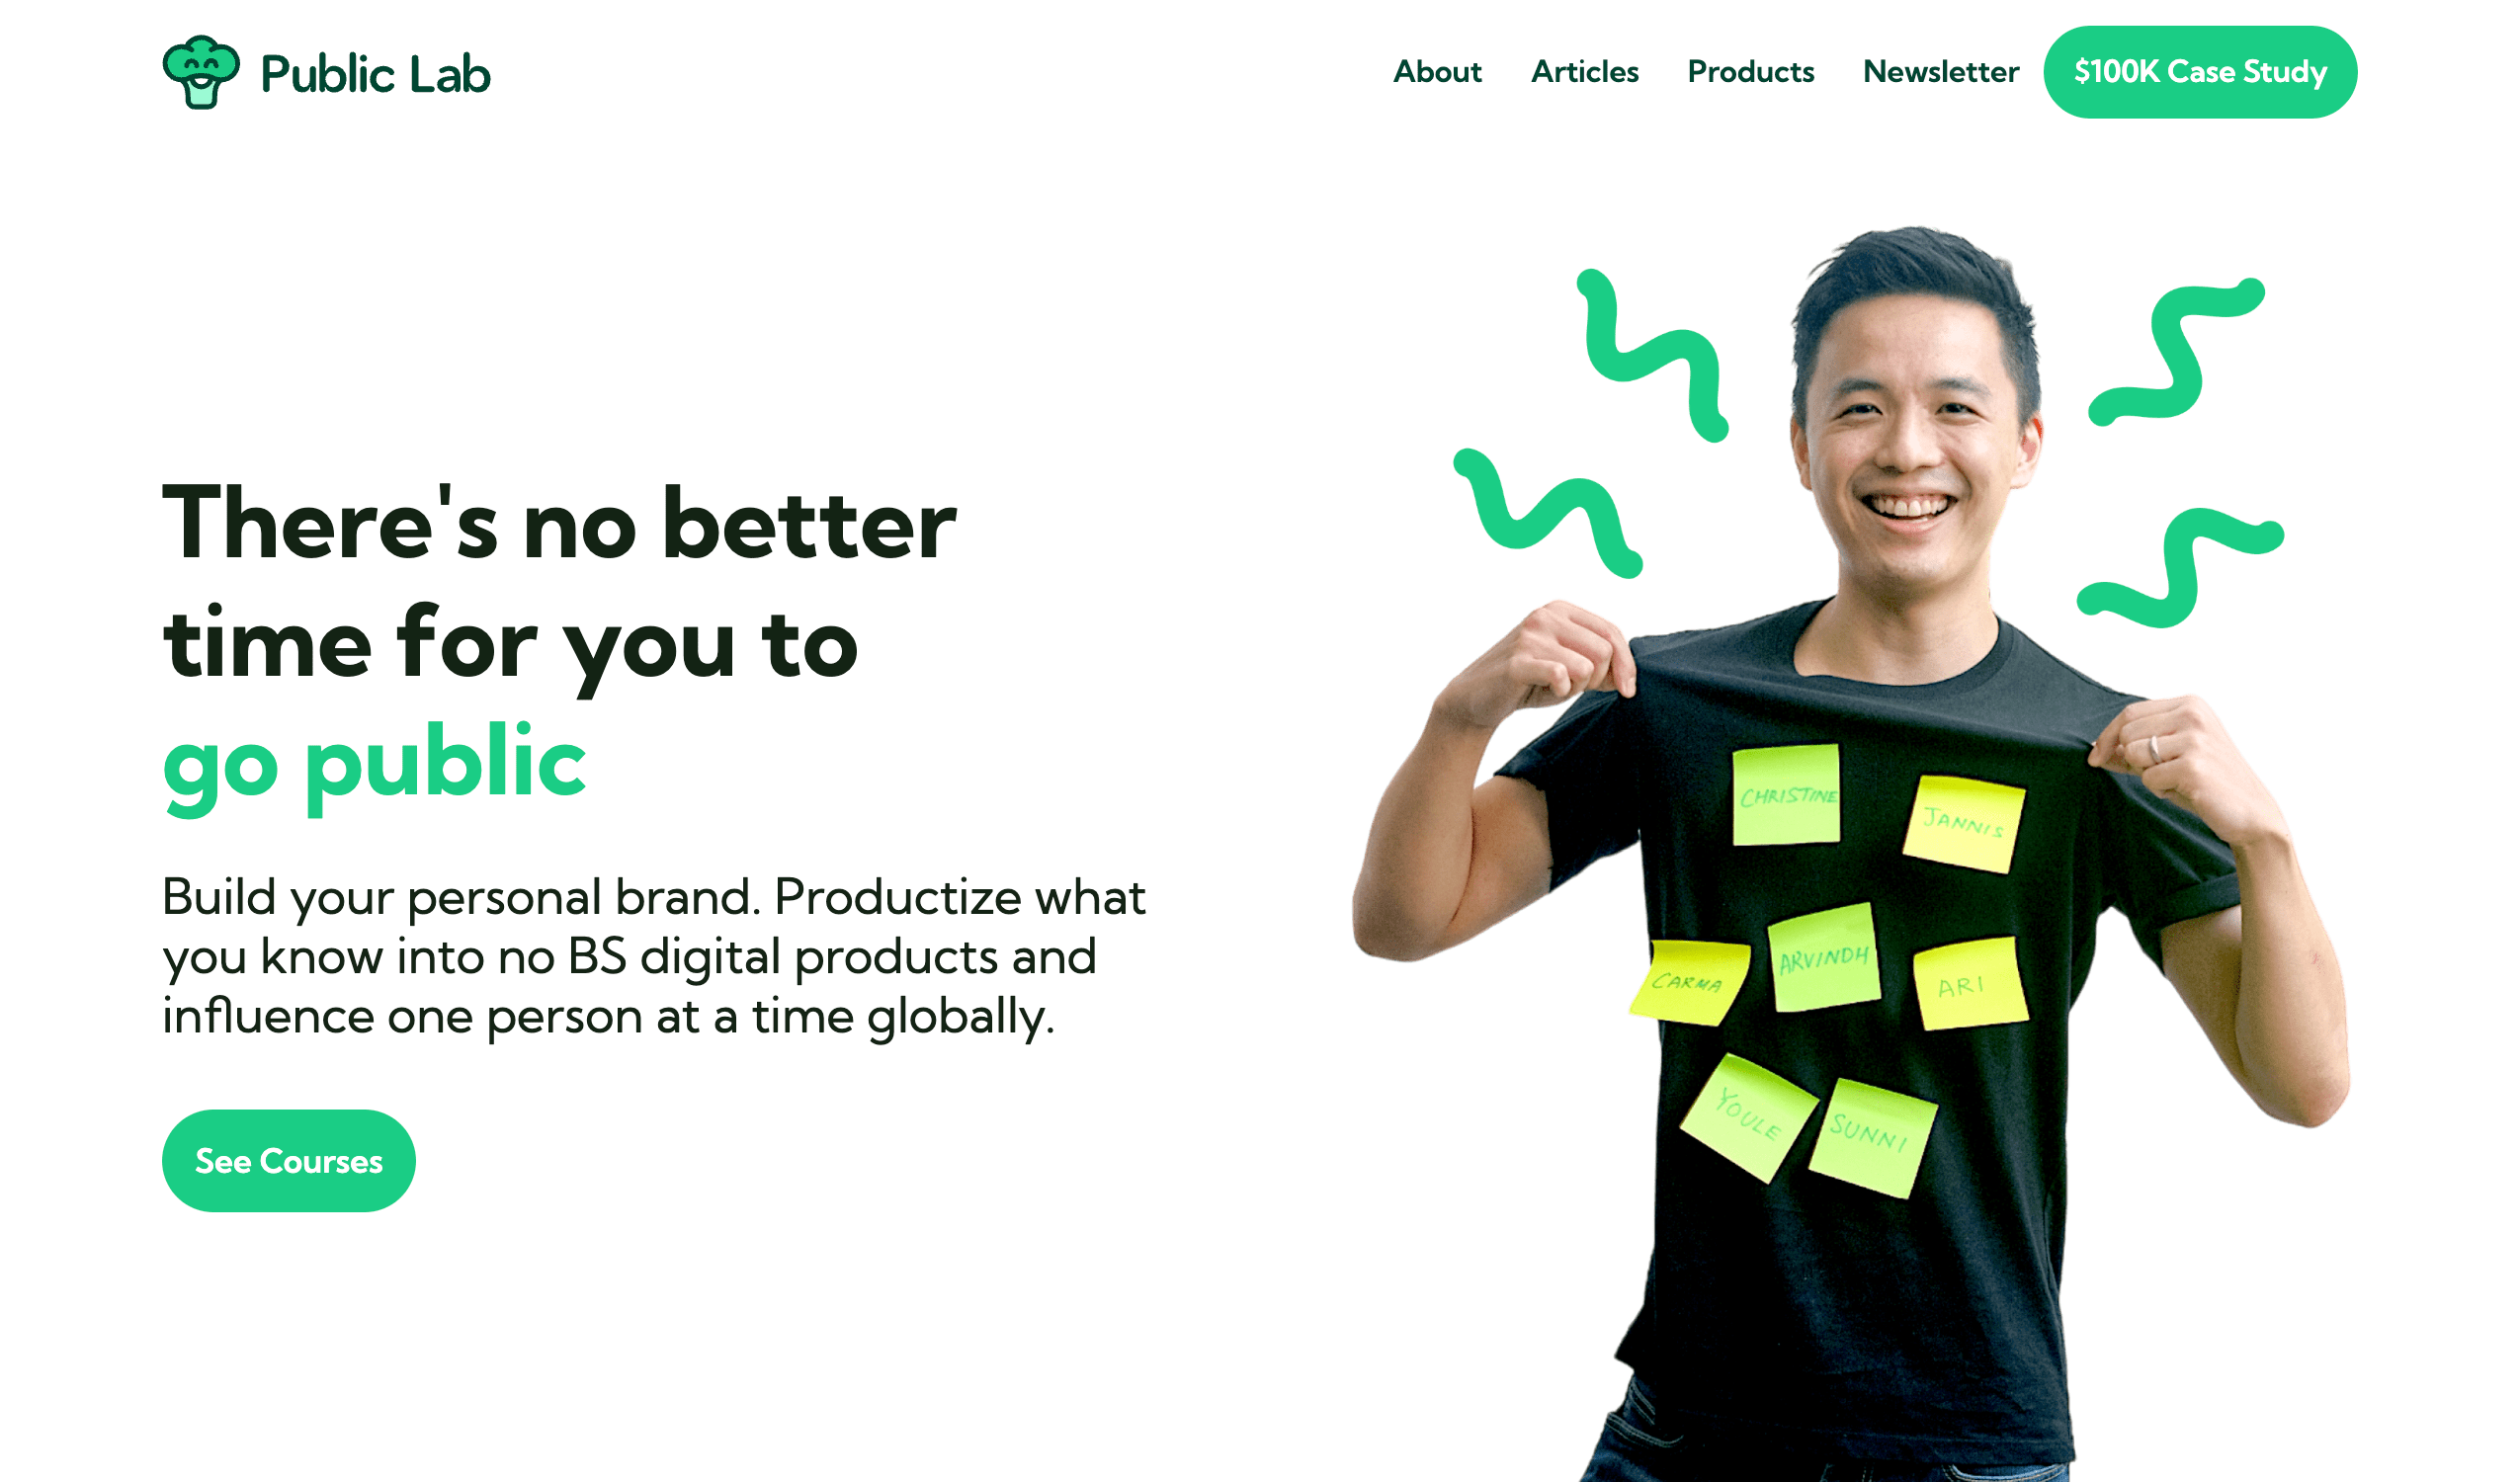 Public Lab
About
Articles
Products
Newsletter
$100K Case Study
There's no better
time for you to
go public
Build your personal brand. Productize what
you know into no BS digital products and
influence one person at a time globally.
See Courses
CHRISTINE
JANNIS
CARMA
ARVINDH
ARI
YOULE
SUNNI